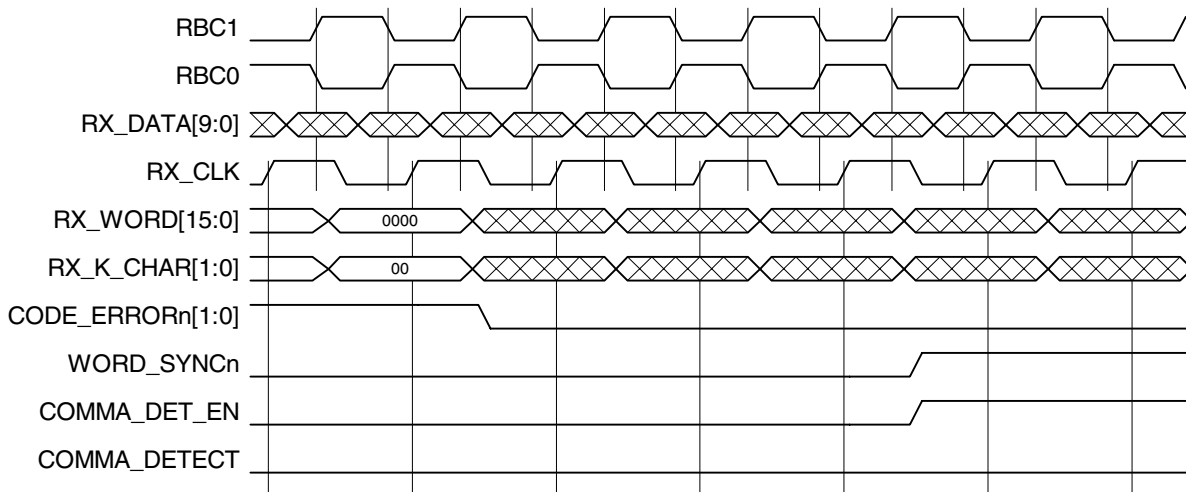 RBC1
RBC0
RX_DATA[9:0]
RX_CLK
RX_WORD[15:0] 0000
RX_K_CHAR[1:0] 00
CODE_ERRORn[1:0]
WORD_SYNCn
COMMA_DET_EN
COMMA_DETECT